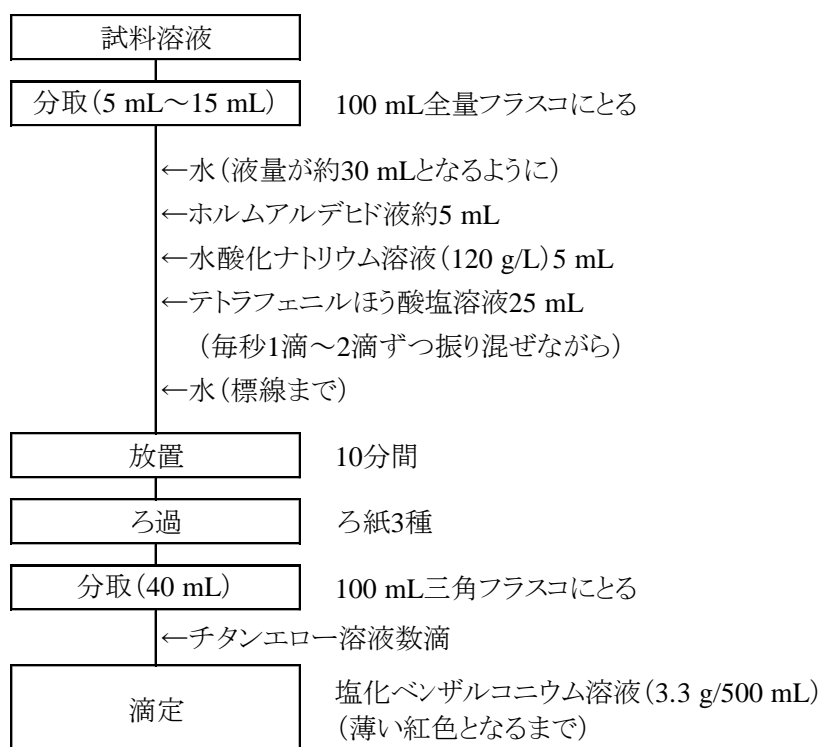 試料溶液
分取（5 mL～15 mL） 100 mL全量フラスコにとる
←水（液量が約30 mLとなるように）
←ホルムアルデヒド液約5 mL
←水酸化ナトリウム溶液（120 g/L）5 mL
←テトラフェニルほう酸塩溶液25 mL
（毎秒1滴～2滴ずつ振り混ぜながら）
←水（標線まで）
放置 10分間
ろ過 ろ紙3種
分取（40 mL） 100 mL三角フラスコにとる
←チタンエロー溶液数滴
滴定 塩化ベンザルコニウム溶液（3.3 g/500 mL）
（薄い紅色となるまで）